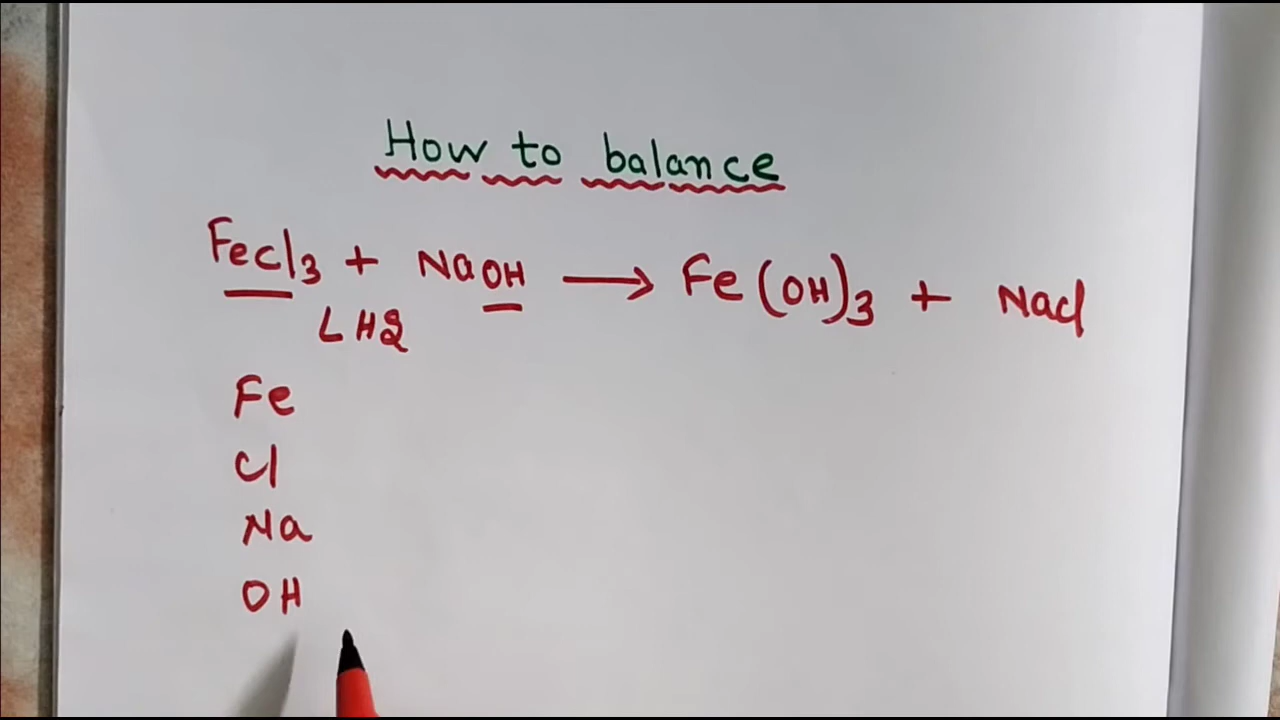 How to balance
FeCl3 + NaOH ⟶ Fe(OH)3 + NaCl
LHS
Fe
Cl
Na
OH